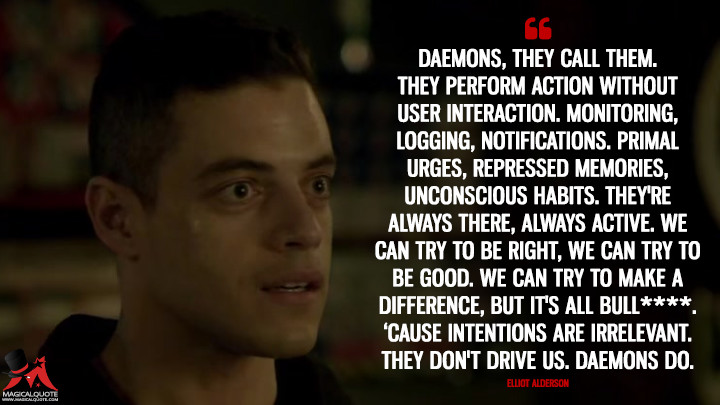 DAEMONS, THEY CALL THEM.
THEY PERFORM ACTION WITHOUT
USER INTERACTION. MONITORING,
LOGGING, NOTIFICATIONS. PRIMAL
URGES, REPRESSED MEMORIES,
UNCONSCIOUS HABITS. THEY'RE
ALWAYS THERE, ALWAYS ACTIVE. WE
CAN TRY TO BE RIGHT, WE CAN TRY TO
BE GOOD. WE CAN TRY TO MAKE A
DIFFERENCE, BUT IT'S ALL BULL****.
‘CAUSE INTENTIONS ARE IRRELEVANT.
THEY DON'T DRIVE US. DAEMONS DO.
ELLIOT ALDERSON
MAGICALQUOTE
WWW.MAGICALQUOTE.COM